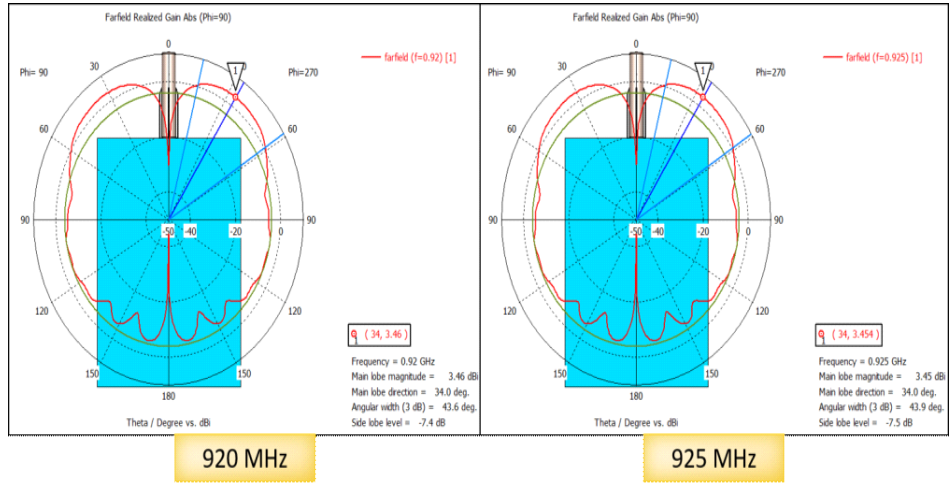 Farfield Realized Gain Abs (Phi=90)
farfield (f=0.92) [1]
Phi= 90
Phi=270
0
30
30
1
60
60
90
90
-50
-40
-20
0
120
120
150
150
180
( 34, 3.46 )
1
Frequency = 0.92 GHz
Main lobe magnitude = 3.46 dBi
Main lobe direction = 34.0 deg.
Angular width (3 dB) = 43.6 deg.
Side lobe level = -7.4 dB
Theta / Degree vs. dBi
920 MHz
Farfield Realized Gain Abs (Phi=90)
farfield (f=0.925) [1]
Phi= 90
Phi=270
0
30
1
60
60
90
90
-50
-40
-20
0
120
120
150
150
180
( 34, 3.454 )
1
Frequency = 0.925 GHz
Main lobe magnitude = 3.45 dBi
Main lobe direction = 34.0 deg.
Angular width (3 dB) = 43.9 deg.
Side lobe level = -7.5 dB
Theta / Degree vs. dBi
925 MHz